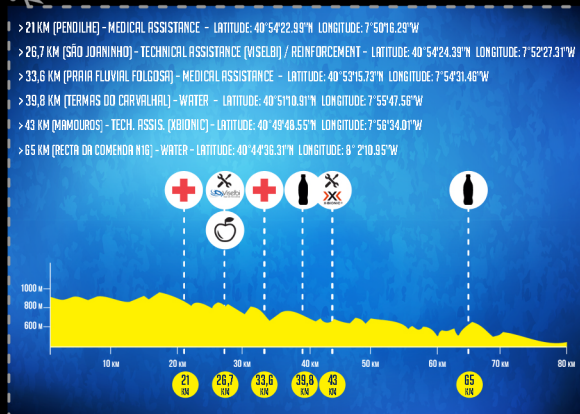 > 21 KM (PENDILHE) - MEDICAL ASSISTANCE - LATITUDE: 40°54'22.99"N LONGITUDE: 7°50'16.29"W
> 26,7 KM (SÃO JOANINHO) - TECHNICAL ASSISTANCE (VISELBI) / REINFORCEMENT - LATITUDE: 40°54'24.39"N LONGITUDE: 7°52'27.31"W
> 33,6 KM (PRAIA FLUVIAL FOLGOSA) - MEDICAL ASSISTANCE - LATITUDE: 40°53'15.73"N LONGITUDE: 7°54'31.46"W
> 39,8 KM (TERMAS DO CARVALHAL) - WATER - LATITUDE: 40°51'10.91"N LONGITUDE: 7°55'47.56"W
> 43 KM (MAMOUROS) - TECH. ASSIS. (XBIONIC) - LATITUDE: 40°49'48.55"N LONGITUDE: 7°56'34.01"W
> 65 KM (RECTA DA COMENDA N16) - WATER - LATITUDE: 40°44'36.31"N LONGITUDE: 8° 2'10.95"W
Viselbi
X-BIONIC
1000 M
800 M
600 M
10 KM 20 KM 30 KM 40 KM 50 KM 60 KM 70 KM 80 KM
21 KM 26,7 KM 33,6 KM 39,8 KM 43 KM 65 KM